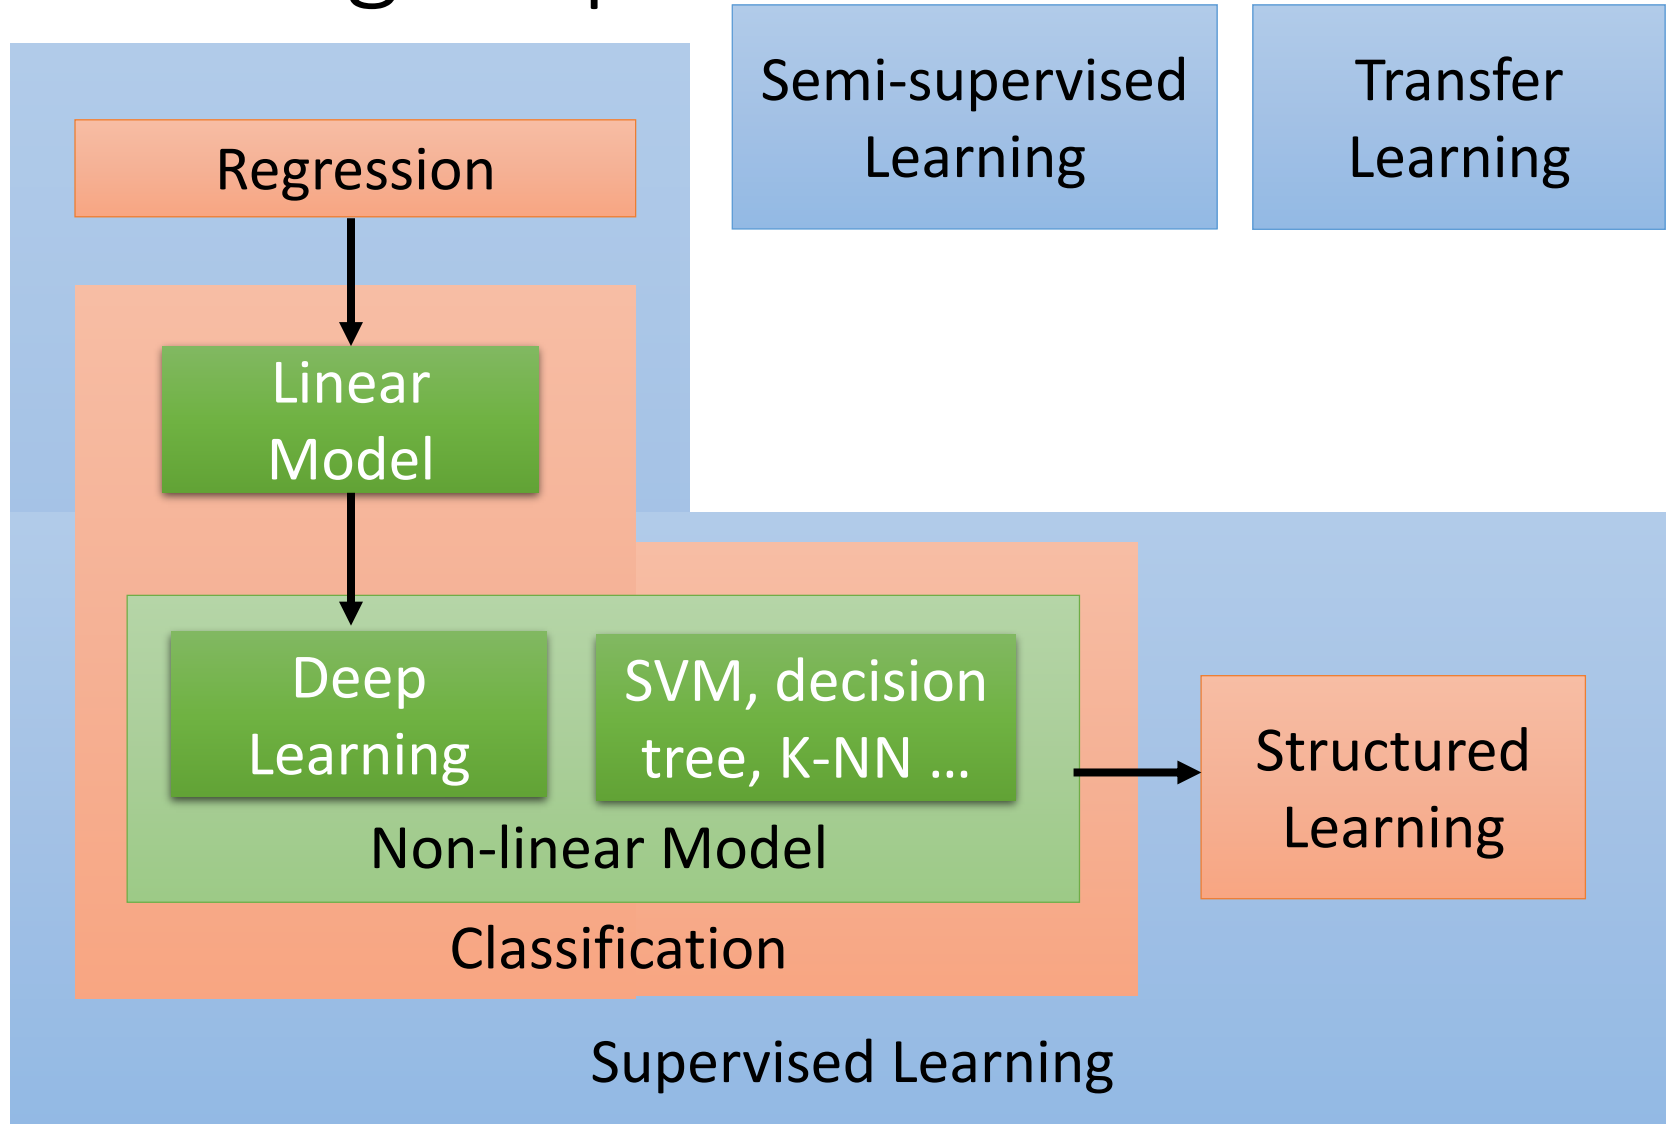 Semi-supervised
Learning
Transfer
Learning
Regression
Linear
Model
Deep
Learning
SVM, decision
tree, K-NN ...
Non-linear Model
Structured
Learning
Classification
Supervised Learning